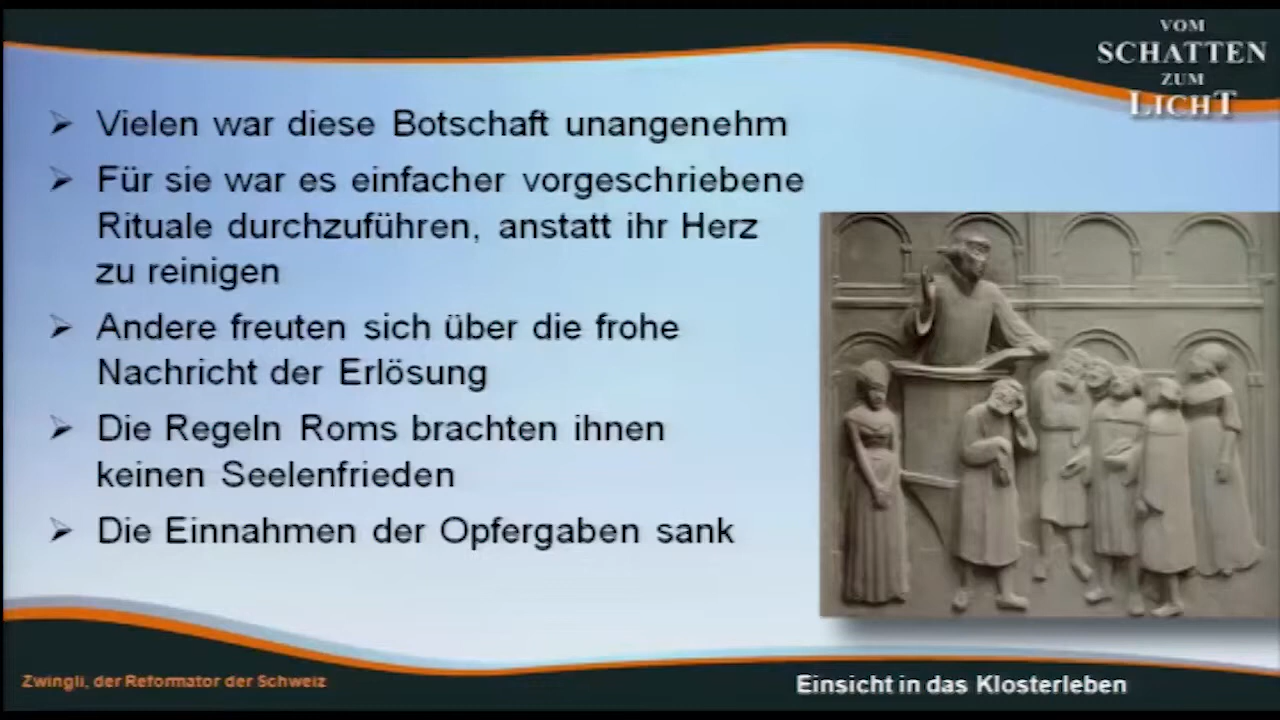 VOM
SCHATTEN
ZUM
LICHT
Vielen war diese Botschaft unangenehm
Für sie war es einfacher vorgeschriebene
Rituale durchzuführen, anstatt ihr Herz
zu reinigen
Andere freuten sich über die frohe
Nachricht der Erlösung
Die Regeln Roms brachten ihnen
keinen Seelenfrieden
Die Einnahmen der Opfergaben sank
Zwingli, der Reformator der Schweiz
Einsicht in das Klosterleben